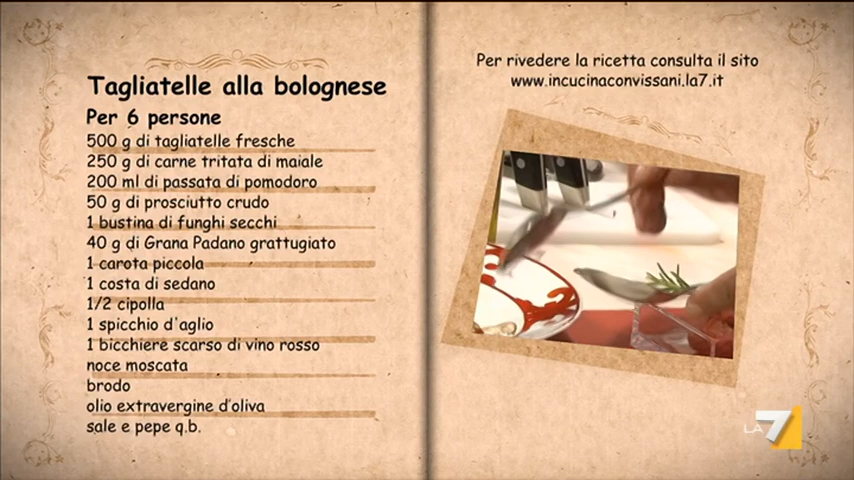 Tagliatelle alla bolognese
Per 6 persone
500 g di tagliatelle fresche
250 g di carne tritata di maiale
200 ml di passata di pomodoro
50 g di prosciutto crudo
1 bustina di funghi secchi
40 g di Grana Padano grattugiato
1 carota piccola
1 costa di sedano
1/2 cipolla
1 spicchio d'aglio
1 bicchiere scarso di vino rosso
noce moscata
brodo
olio extravergine d'oliva
sale e pepe q.b.
Per rivedere la ricetta consulta il sito
www.incucinaconvissani.la7.it
LA7